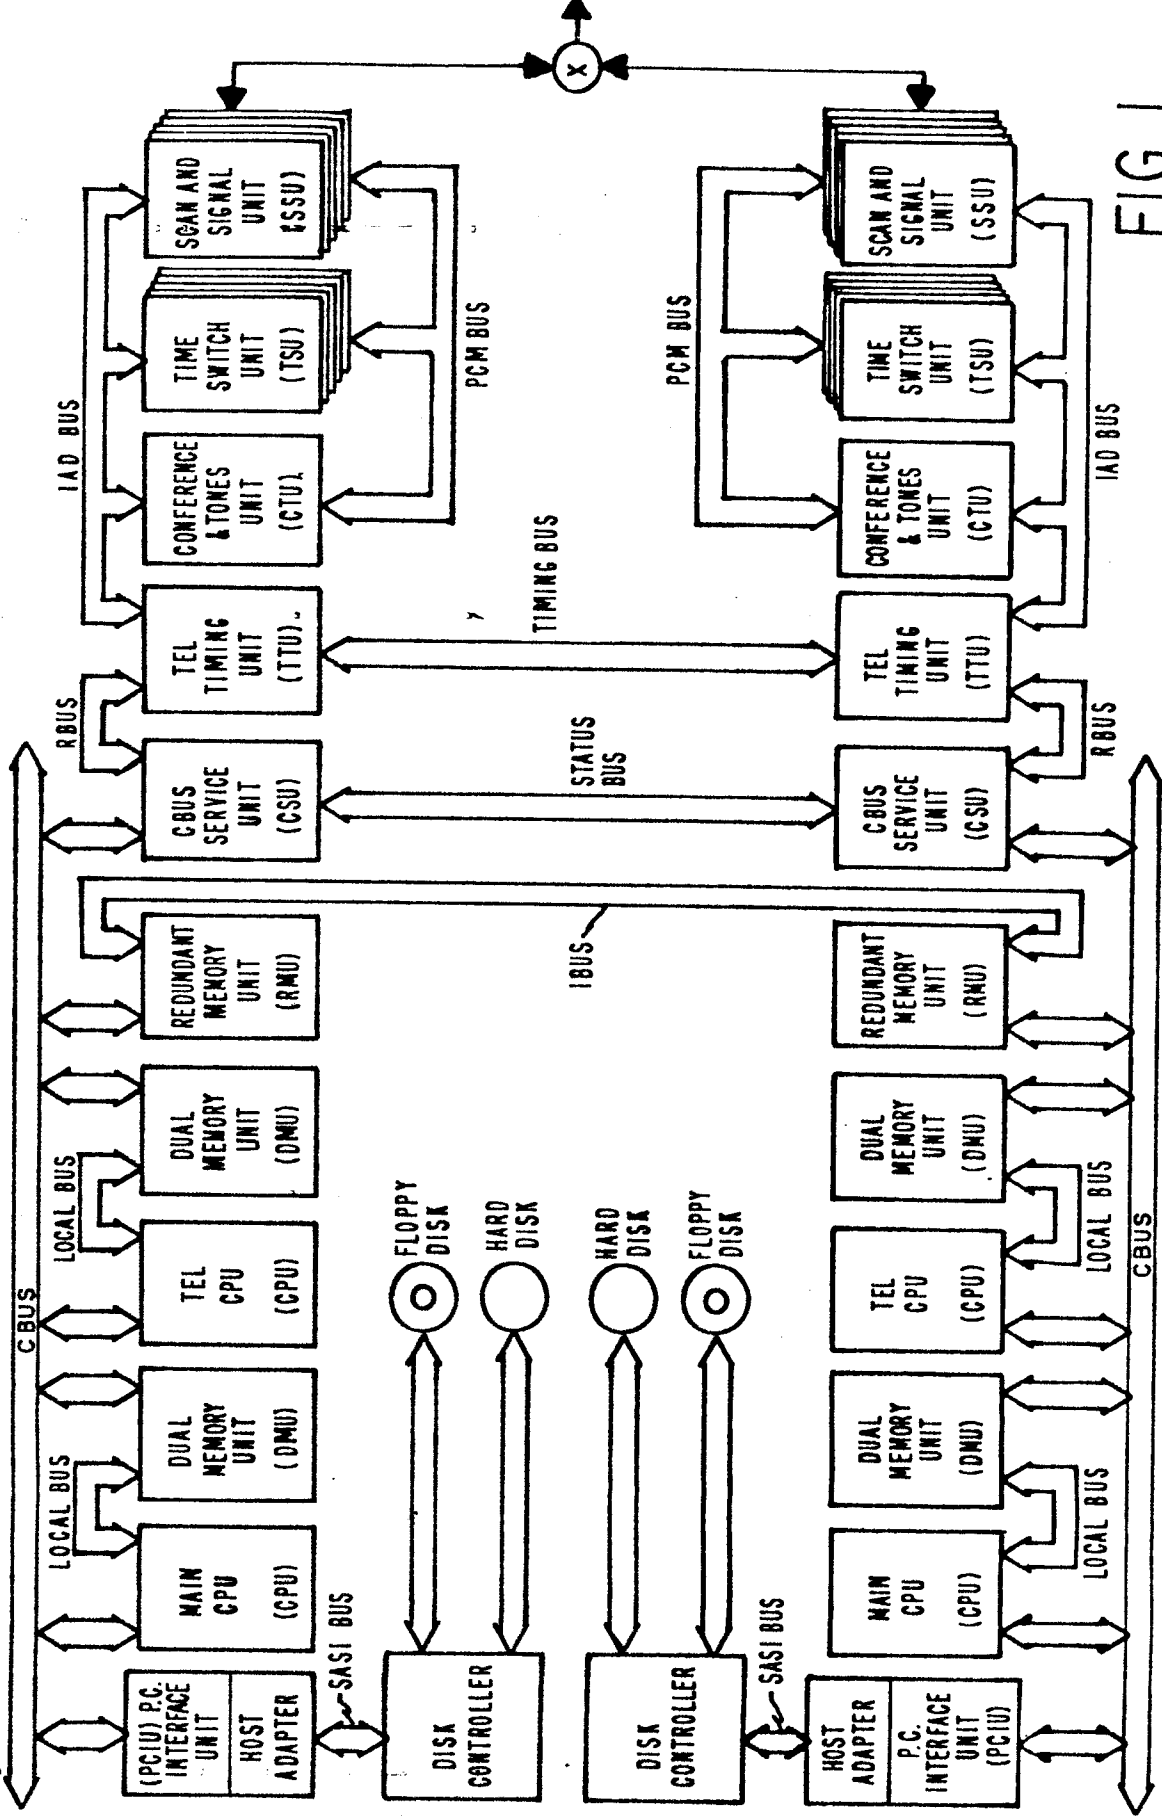 CBUS
(PCIU) P.C.
INTERFACE
UNIT
HOST
ADAPTER
LOCAL BUS
MAIN
CPU
(CPU)
DUAL
MEMORY
UNIT
(DMU)
LOCAL BUS
TEL
CPU
(CPU)
DUAL
MEMORY
UNIT
(DMU)
REDUNDANT
MEMORY
UNIT
(RMU)
RBUS
CBUS
SERVICE
UNIT
(CSU)
TEL
TIMING
UNIT
(TTU)
IAD BUS
CONFERENCE
& TONES
UNIT
(CTU)
TIME
SWITCH
UNIT
(TSU)
SCAN AND
SIGNAL
UNIT
(SSU)
SASI BUS
DISK
CONTROLLER
FLOPPY
DISK
HARD
DISK
IBUS
STATUS
BUS
TIMING BUS
PCM BUS
X
DISK
CONTROLLER
HARD
DISK
FLOPPY
DISK
SASI BUS
PCM BUS
HOST
ADAPTER
P.C.
INTERFACE
UNIT
(PCIU)
MAIN
CPU
(CPU)
DUAL
MEMORY
UNIT
(DMU)
LOCAL BUS
TEL
CPU
(CPU)
DUAL
MEMORY
UNIT
(DMU)
LOCAL BUS
REDUNDANT
MEMORY
UNIT
(RMU)
CBUS
SERVICE
UNIT
(CSU)
RBUS
TEL
TIMING
UNIT
(TTU)
CONFERENCE
& TONES
UNIT
(CTU)
TIME
SWITCH
UNIT
(TSU)
SCAN AND
SIGNAL
UNIT
(SSU)
IAD BUS
CBUS
FIG 1